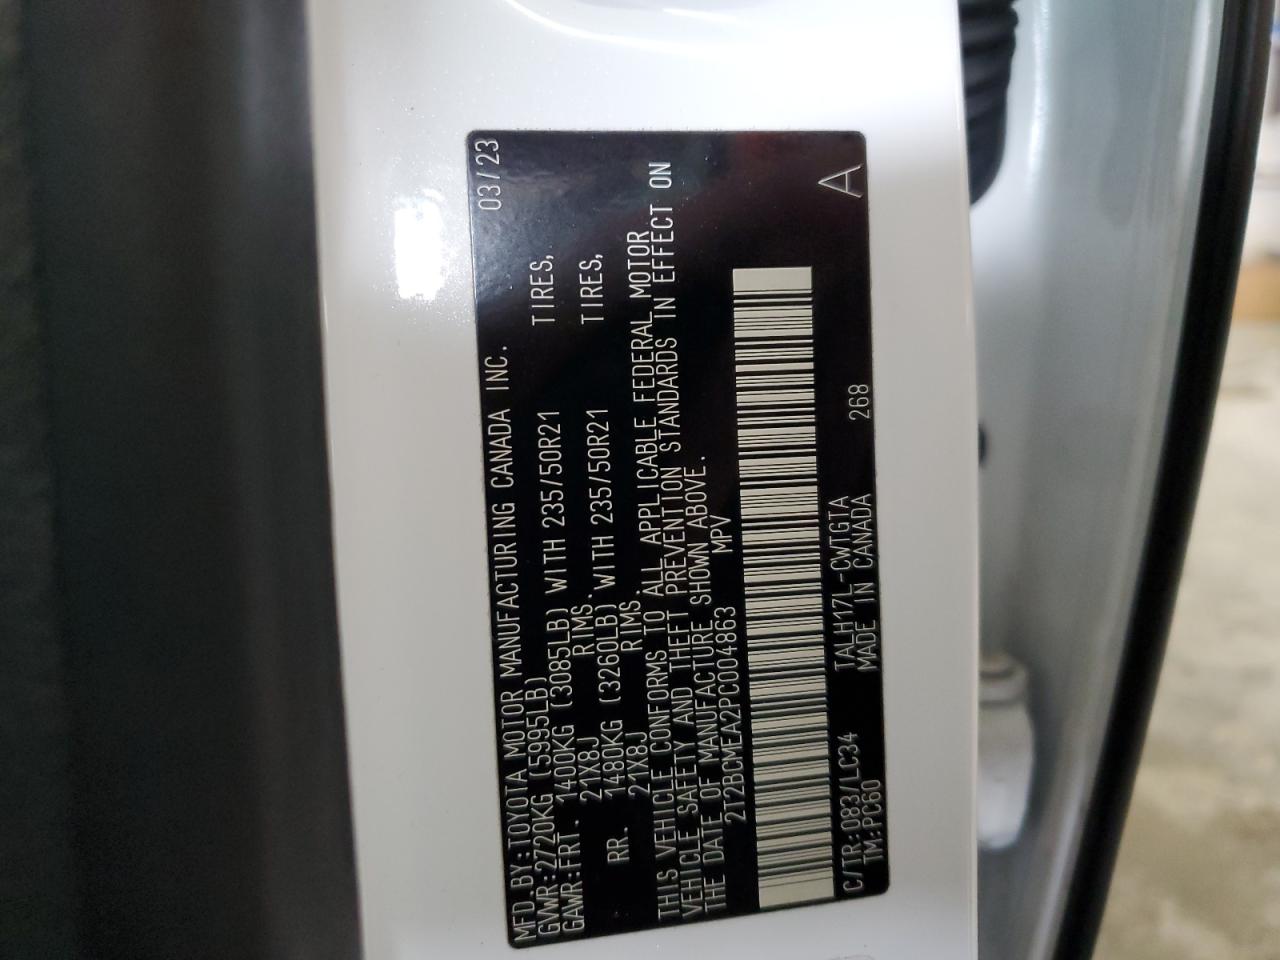 MFD.BY:TOYOTA MOTOR MANUFACTURING CANADA INC. 03/23
GVWR:2720KG (5995LB)
GAWR:FRT. 1400KG (3085LB) WITH 235/50R21 TIRES,
21X8J RIMS.
RR. 1480KG (3260LB) WITH 235/50R21 TIRES,
21X8J RIMS.
THIS VEHICLE CONFORMS TO ALL APPLICABLE FEDERAL MOTOR
VEHICLE SAFETY AND THEFT PREVENTION STANDARDS IN EFFECT ON
THE DATE OF MANUFACTURE SHOWN ABOVE.
2T2BCMEA2PC004863 MPV
C/TR:083/LC34 TALH17L-CWTGTA 268 A
TM:PC60 MADE IN CANADA